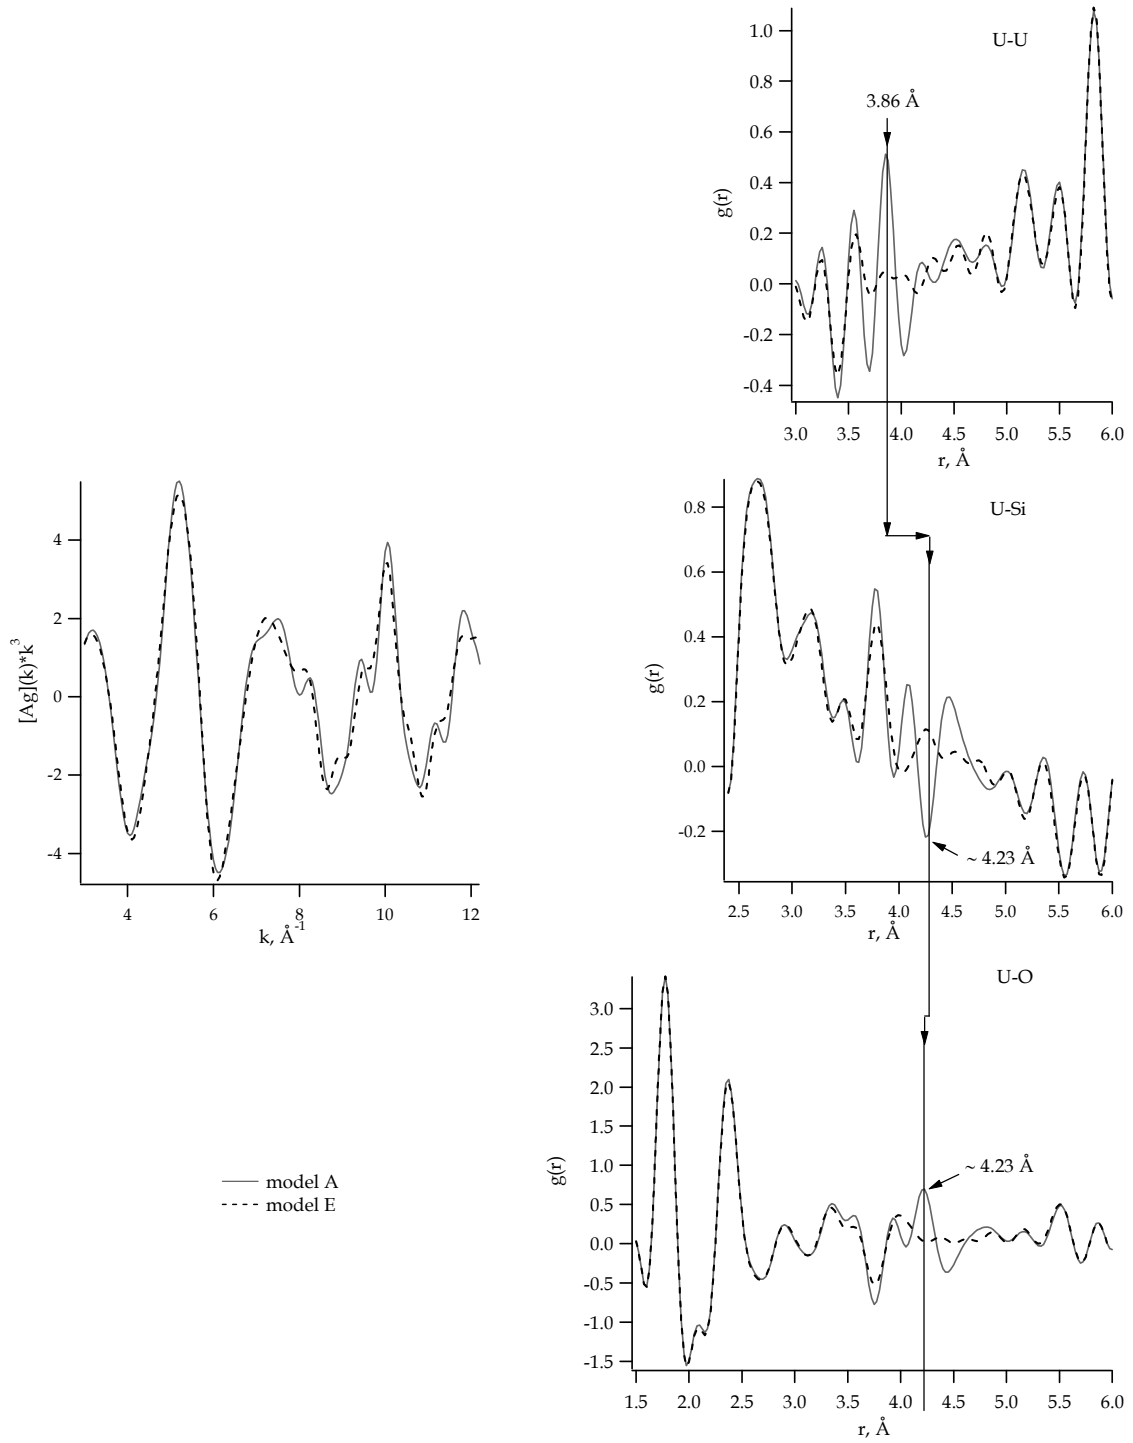 U-U
3.86 Å
g(r)
1.0
0.8
0.6
0.4
0.2
0.0
-0.2
-0.4
3.0 3.5 4.0 4.5 5.0 5.5 6.0
r, Å
[Ag](k)*k³
4
2
0
-2
-4
4 6 8 10 12
k, Å⁻¹
U-Si
g(r)
0.8
0.6
0.4
0.2
0.0
-0.2
~ 4.23 Å
2.5 3.0 3.5 4.0 4.5 5.0 5.5 6.0
r, Å
U-O
g(r)
3.0
2.5
2.0
1.5
1.0
0.5
0.0
-0.5
-1.0
-1.5
~ 4.23 Å
1.5 2.0 2.5 3.0 3.5 4.0 4.5 5.0 5.5 6.0
r, Å
model A
model E